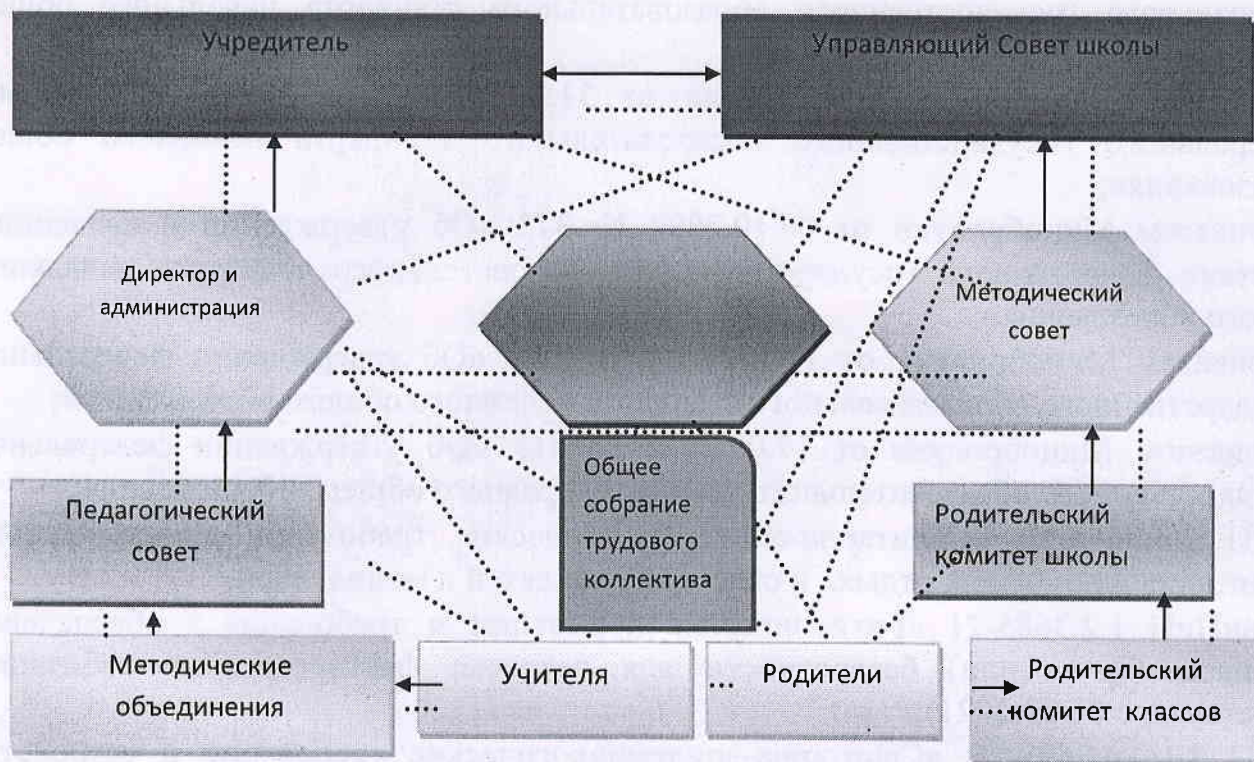 Учредитель
Управляющий Совет школы
Директор и
администрация
Методический
совет
Общее
собрание
трудового
коллектива
Педагогический
совет
Родительский
комитет школы
Методические
объединения
Учителя
Родители
Родительский
комитет классов